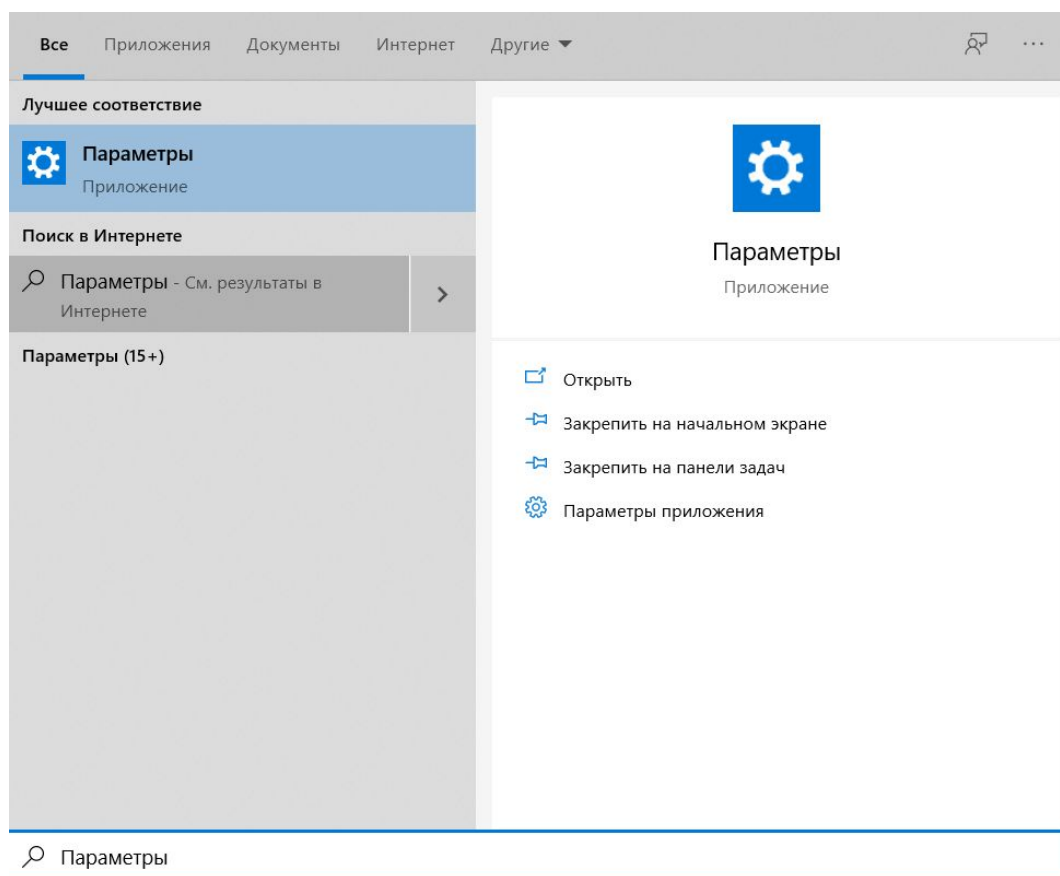 Все Приложения Документы Интернет Другие
Лучшее соответствие
Параметры
Приложение
Поиск в Интернете
Параметры - См. результаты в
Интернете
Параметры (15+)
Параметры
Приложение
Открыть
Закрепить на начальном экране
Закрепить на панели задач
Параметры приложения
Параметры